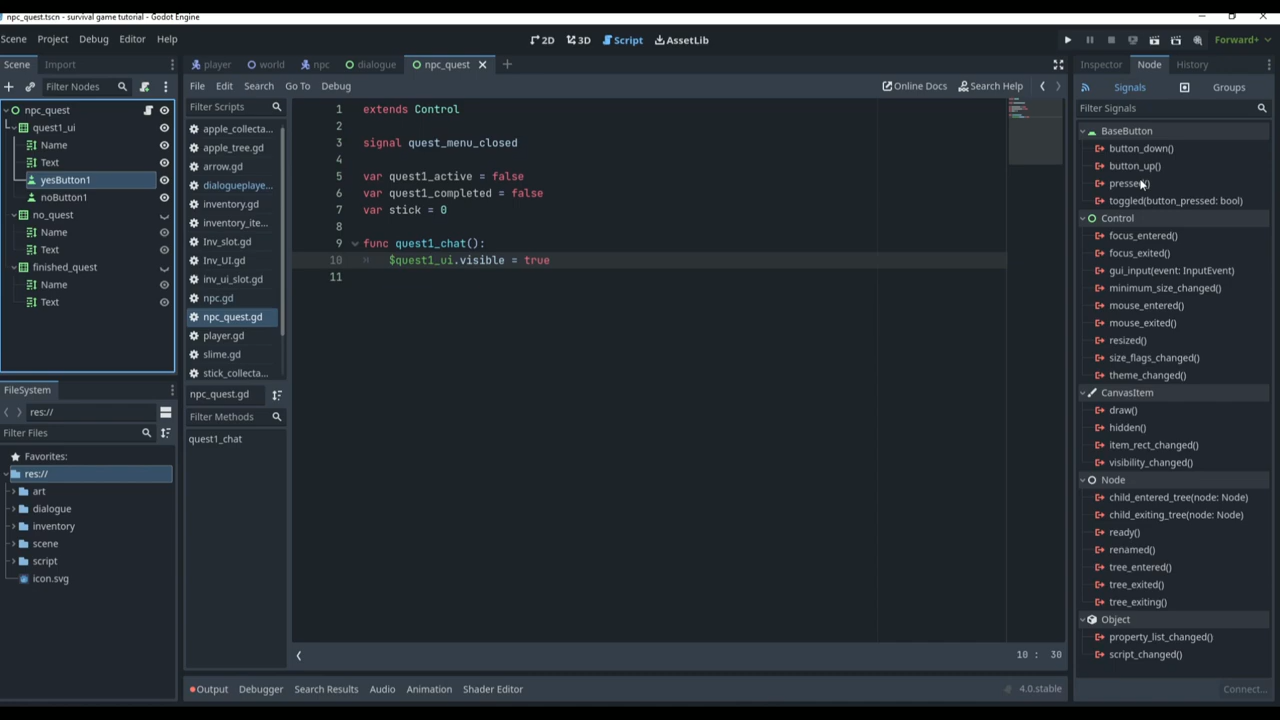 npc_quest.tscn - survival game tutorial - Godot Engine
Scene Project Debug Editor Help
2D 3D Script AssetLib
Forward+
Scene Import
Filter Nodes
npc_quest
quest1_ui
Name
Text
yesButton1
noButton1
no_quest
Name
Text
finished_quest
Name
Text
FileSystem
res://
Filter Files
Favorites:
res://
art
dialogue
inventory
scene
script
icon.svg
player world npc dialogue npc_quest
File Edit Search Go To Debug
Online Docs Search Help
Filter Scripts
apple_collecta...
apple_tree.gd
arrow.gd
dialogueplaye...
inventory.gd
inventory_ite...
Inv_slot.gd
Inv_UI.gd
inv_ui_slot.gd
npc.gd
npc_quest.gd
player.gd
slime.gd
stick_collecta...
npc_quest.gd
Filter Methods
quest1_chat
1 extends Control
2
3 signal quest_menu_closed
4
5 var quest1_active = false
6 var quest1_completed = false
7 var stick = 0
8
9 func quest1_chat():
10 $quest1_ui.visible = true
11
10 : 30
Output Debugger Search Results Audio Animation Shader Editor
4.0.stable
Inspector Node History
Signals Groups
Filter Signals
BaseButton
button_down()
button_up()
pressed()
toggled(button_pressed: bool)
Control
focus_entered()
focus_exited()
gui_input(event: InputEvent)
minimum_size_changed()
mouse_entered()
mouse_exited()
resized()
size_flags_changed()
theme_changed()
CanvasItem
draw()
hidden()
item_rect_changed()
visibility_changed()
Node
child_entered_tree(node: Node)
child_exiting_tree(node: Node)
ready()
renamed()
tree_entered()
tree_exited()
tree_exiting()
Object
property_list_changed()
script_changed()
Connect...